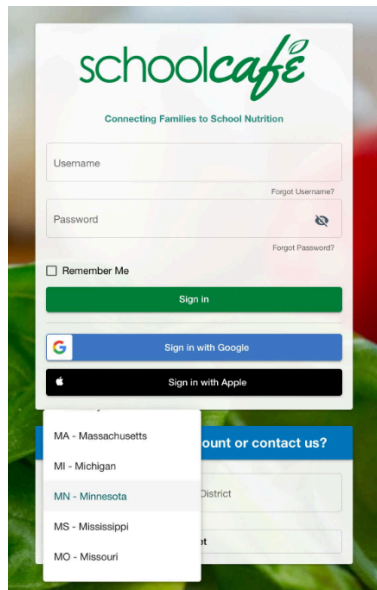 schoolcafé
Connecting Families to School Nutrition
Username
Forgot Username?
Password
Forgot Password?
Remember Me
Sign in
Sign in with Google
Sign in with Apple
MA - Massachusetts
ount or contact us?
MI - Michigan
MN - Minnesota
District
MS - Mississippi
MO - Missouri